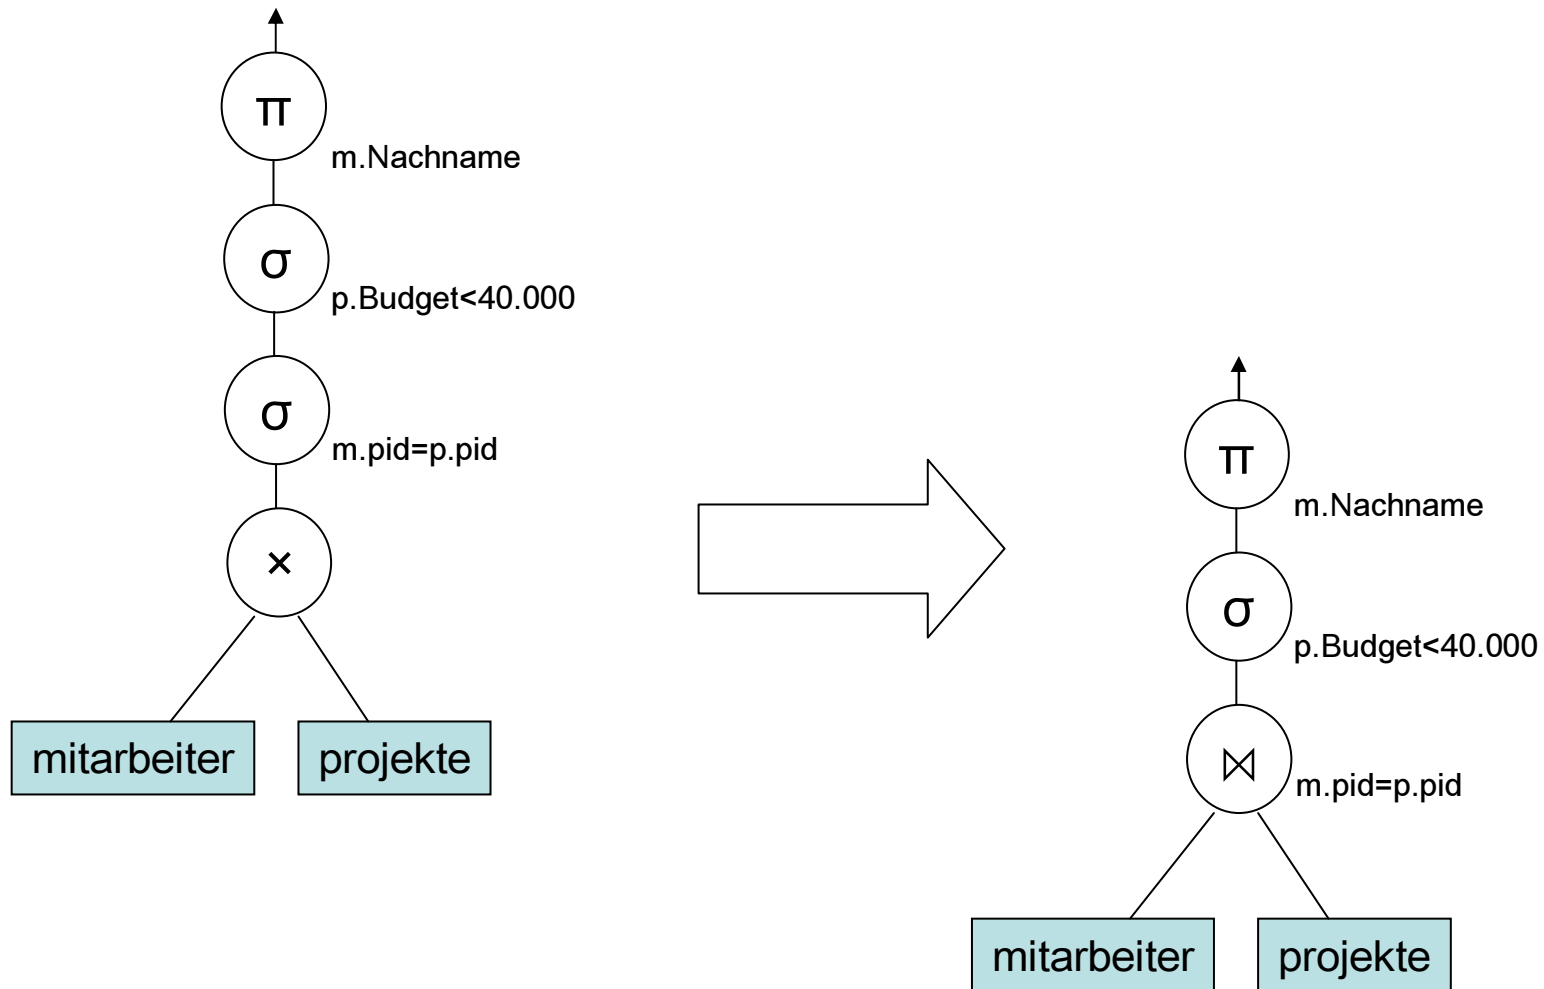 π
m.Nachname
σ
p.Budget<40.000
σ
m.pid=p.pid
×
mitarbeiter
projekte
π
m.Nachname
σ
p.Budget<40.000
⋈
m.pid=p.pid
mitarbeiter
projekte